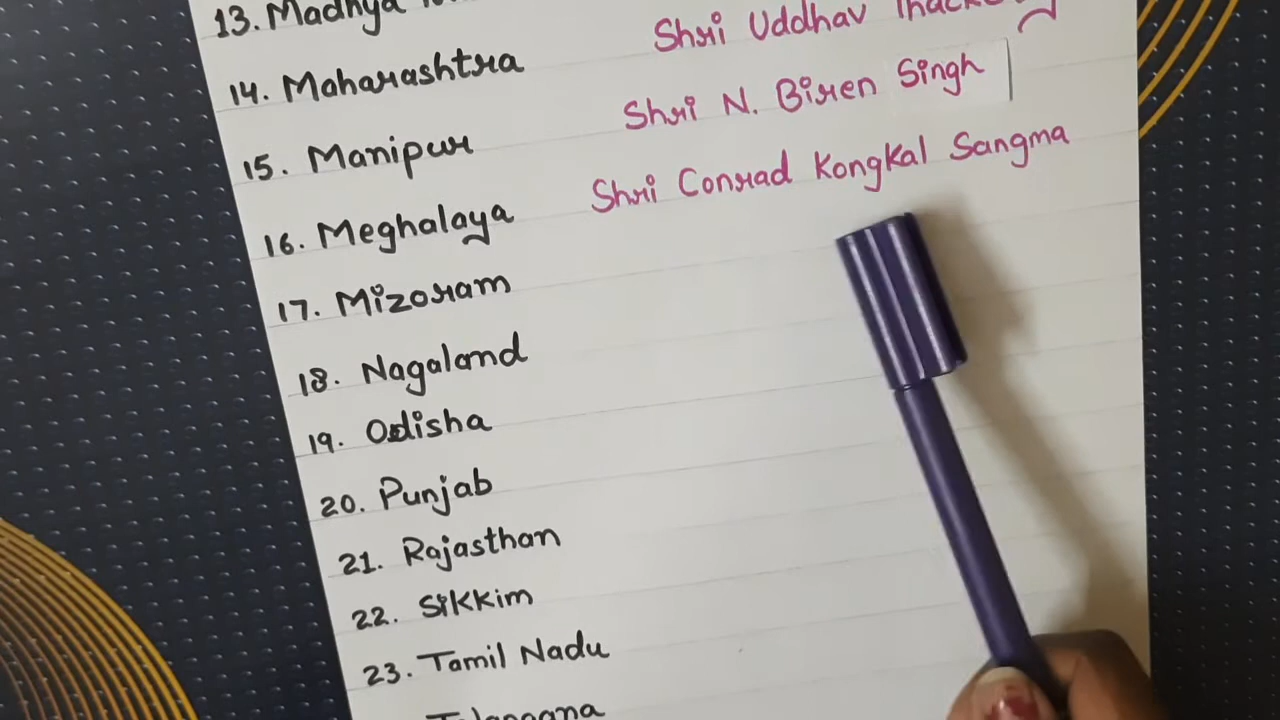 13. Madhya
14. Maharashtra Shri Uddhav
15. Manipur Shri N. Biren Singh
16. Meghalaya Shri Conrad Kongkal Sangma
17. Mizoram
18. Nagaland
19. Odisha
20. Punjab
21. Rajasthan
22. Sikkim
23. Tamil Nadu
Telangana